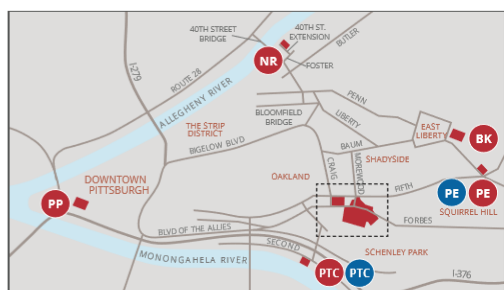 40TH STREET
BRIDGE
40TH ST.
EXTENSION
BUTLER
NR
FOSTER
I-279
ROUTE 28
ALLEGHENY RIVER
PENN
BLOOMFIELD
BRIDGE
LIBERTY
EAST
LIBERTY
BK
THE STRIP
DISTRICT
BIGELOW BLVD
BAUM
SHADYSIDE
CRAIG
MOREWOOD
OAKLAND
DOWNTOWN
PITTSBURGH
PP
FIFTH
PE
PE
SQUIRREL HILL
FORBES
BLVD OF THE ALLIES
SECOND
SCHENLEY PARK
MONONGAHELA RIVER
PTC
PTC
I-376